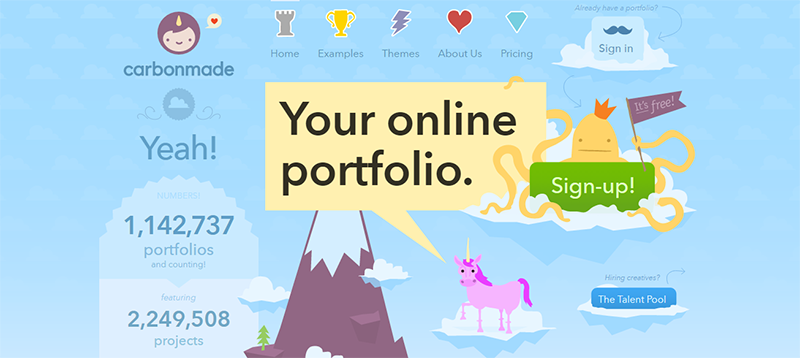 carbonmade
Home
Examples
Themes
About Us
Pricing
Already have a portfolio?
Sign in
Yeah!
NUMBERS!
1,142,737
portfolios
and counting!
featuring
2,249,508
projects
Your online
portfolio.
It's free!
Sign-up!
Hiring creatives?
The Talent Pool